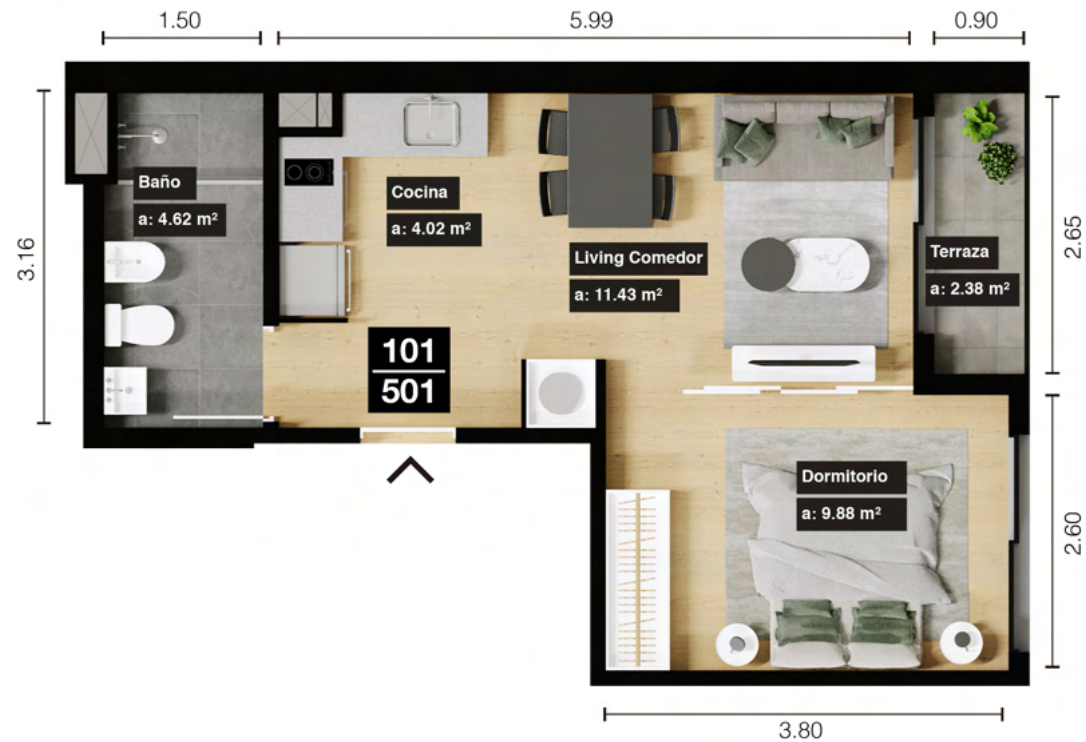 1.50
5.99
0.90
3.16
Baño
a: 4.62 m²
Cocina
a: 4.02 m²
Living Comedor
a: 11.43 m²
Terraza
a: 2.38 m²
2.65
101
501
Dormitorio
a: 9.88 m²
2.60
3.80